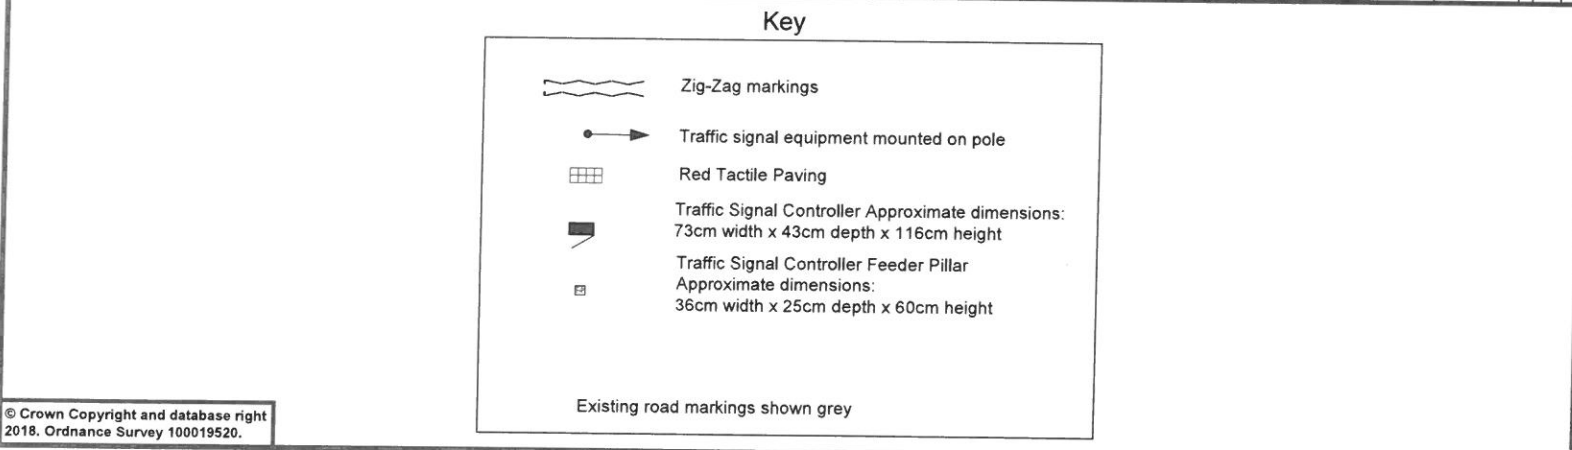 Key
Zig-Zag markings
Traffic signal equipment mounted on pole
Red Tactile Paving
Traffic Signal Controller Approximate dimensions:
73cm width x 43cm depth x 116cm height
Traffic Signal Controller Feeder Pillar
Approximate dimensions:
36cm width x 25cm depth x 60cm height
Existing road markings shown grey
© Crown Copyright and database right
2018. Ordnance Survey 100019520.